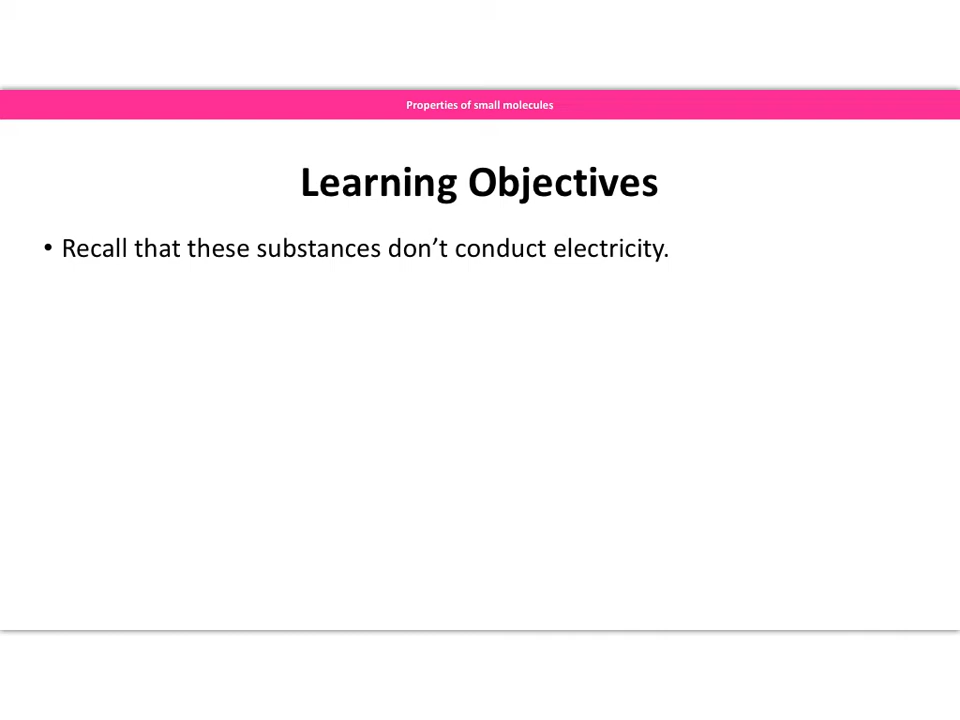 Properties of small molecules
Learning Objectives
• Recall that these substances don’t conduct electricity.